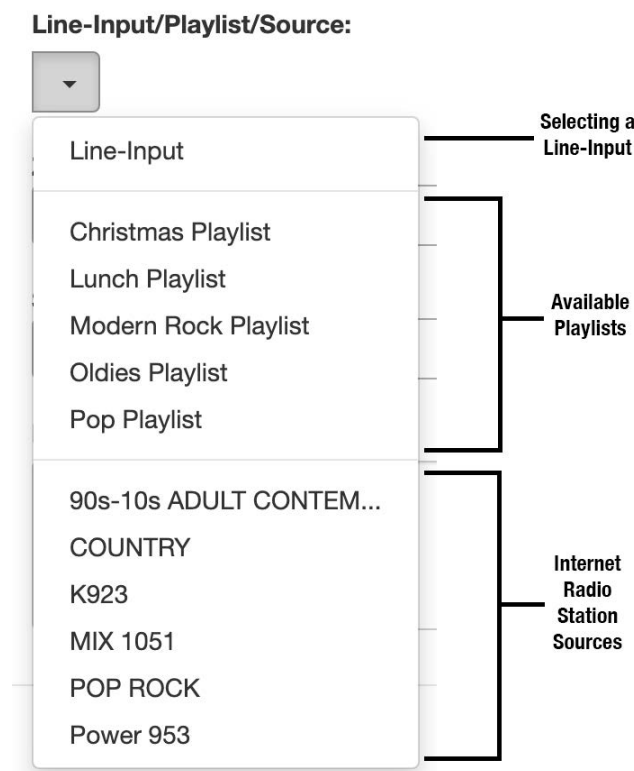 Line-Input/Playlist/Source:
Selecting a
Line-Input
Line-Input
Christmas Playlist
Lunch Playlist
Modern Rock Playlist
Oldies Playlist
Pop Playlist
Available
Playlists
90s-10s ADULT CONTEM...
COUNTRY
K923
MIX 1051
POP ROCK
Power 953
Internet
Radio
Station
Sources